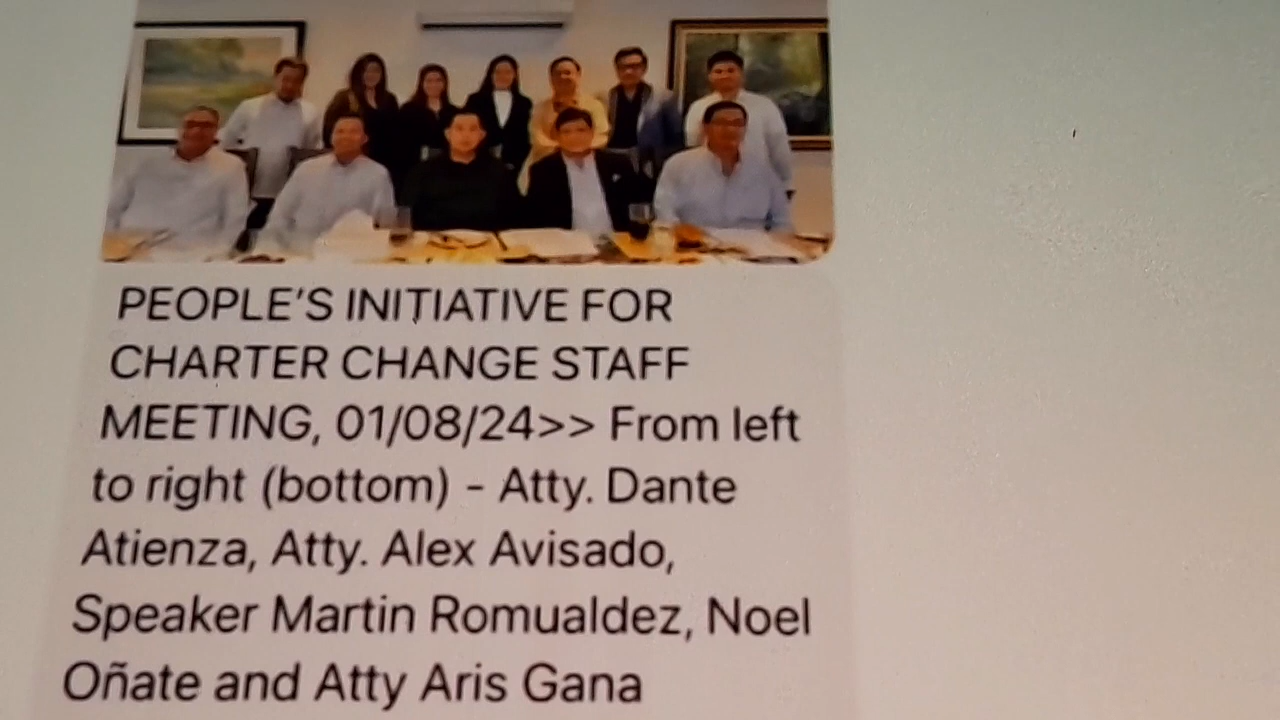 PEOPLE'S INITIATIVE FOR
CHARTER CHANGE STAFF
MEETING, 01/08/24>> From left
to right (bottom) - Atty. Dante
Atienza, Atty. Alex Avisado,
Speaker Martin Romualdez, Noel
Oñate and Atty Aris Gana